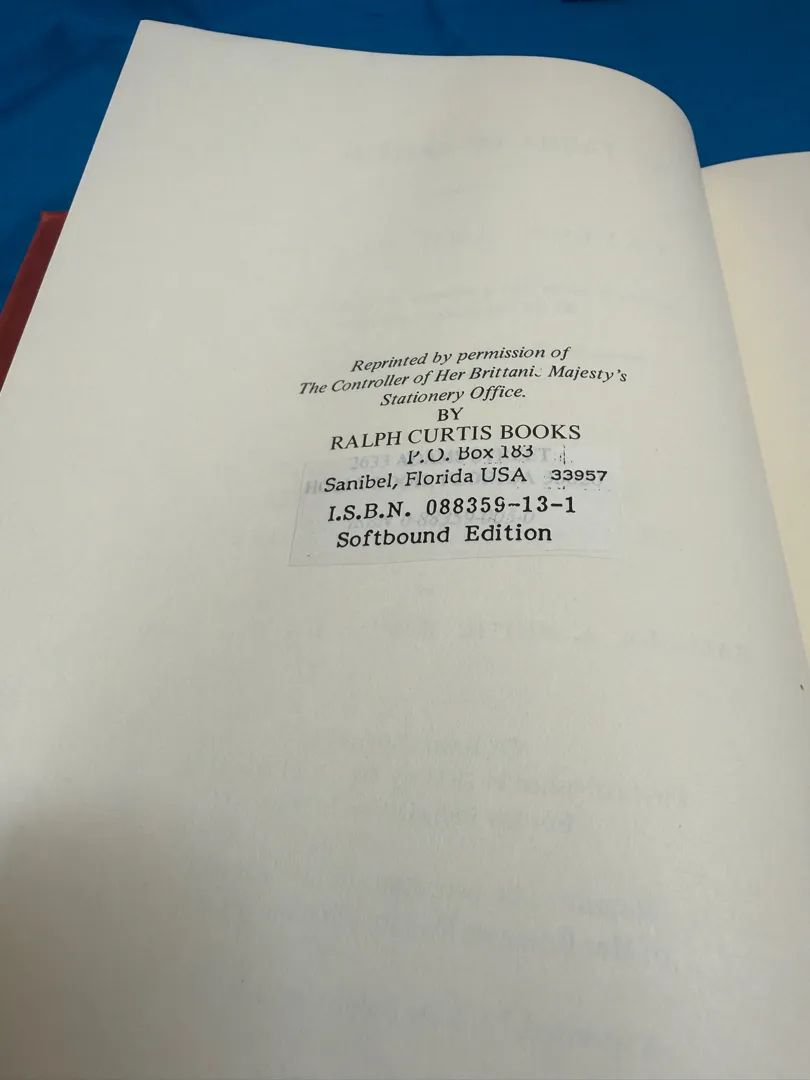 Reprinted by permission of
The Controller of Her Brittanic Majesty's
Stationery Office.
BY
RALPH CURTIS BOOKS
P.O. Box 183
Sanibel, Florida USA 33957
I.S.B.N. 088359-13-1
Softbound Edition